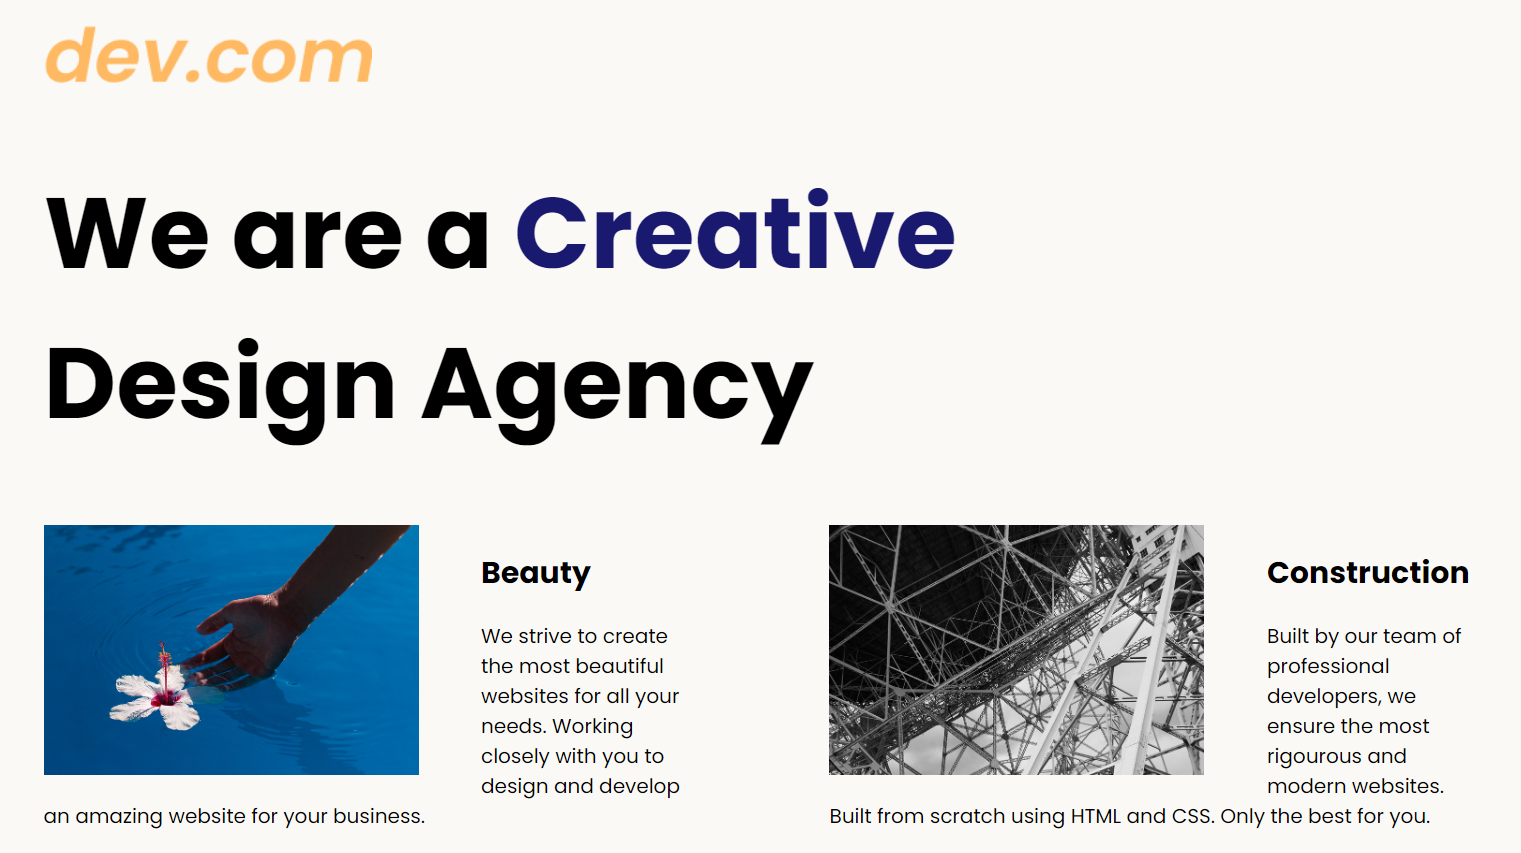 dev.com
We are a Creative
Design Agency
Beauty
We strive to create
the most beautiful
websites for all your
needs. Working
closely with you to
design and develop
an amazing website for your business.
Construction
Built by our team of
professional
developers, we
ensure the most
rigourous and
modern websites.
Built from scratch using HTML and CSS. Only the best for you.